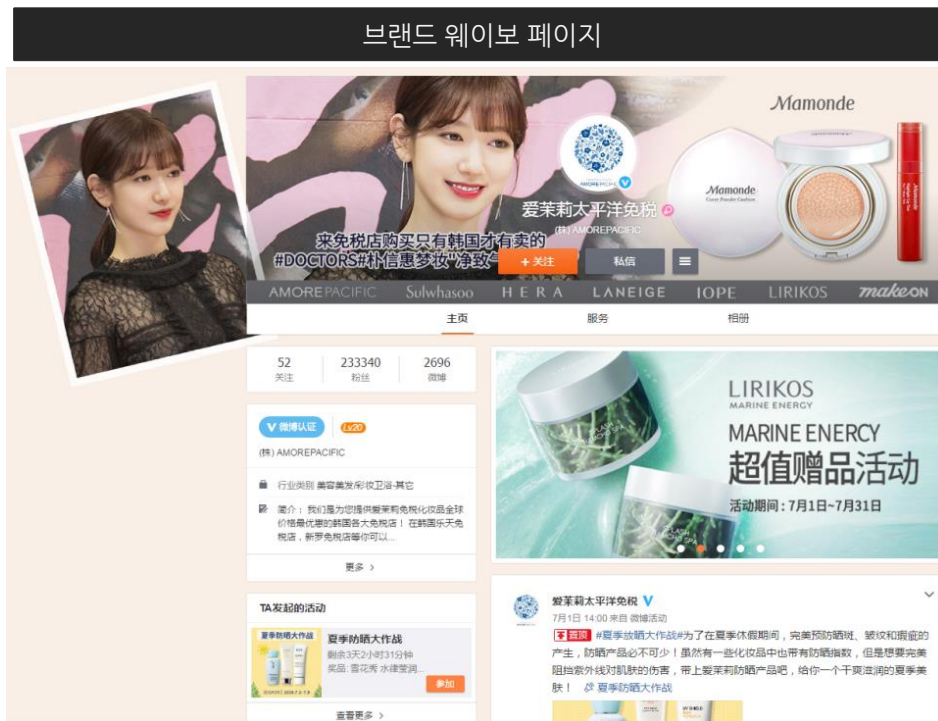 브랜드 웨이보 페이지
Mamonde
Mamonde
Mamonde
Cover Powder Cushion
AMOREPACIFIC
爱茉莉太平洋免税
(株) AMOREPACIFIC
来免税店购买只有韩国才有卖的
#DOCTORS#朴信惠梦妆"净致气
+ 关注
私信
AMOREPACIFIC Sulwhasoo HERA LANEIGE IOPE LIRIKOS makeON
主页 服务 相册
52 233340 2696
关注 粉丝 微博
V 微博认证 Lv.20
(株) AMOREPACIFIC
行业类别 美容美发/彩妆卫浴-其它
简介： 我们是为您提供爱茉莉免税化妆品全球
价格最优惠的韩国各大免税店！ 在韩国乐天免
税店，新罗免税店等你可以...
更多 >
TA发起的活动
夏季防晒大作战
夏季防晒大作战
剩余3天2小时31分钟
奖品: 雪花秀 水律莹润...
参加
查看更多 >
LIRIKOS
MARINE ENERGY
MARINE ENERCY
超值赠品活动
活动期间 : 7月1日~7月31日
爱茉莉太平洋免税 V
7月1日 14:00 来自 微博活动
置顶 #夏季放晒大作战#为了在夏季休假期间，完美预防晒斑、皱纹和瑕疵的
产生，防晒产品必不可少！虽然有一些化妆品中也带有防晒指数，但是想要完美
阻挡紫外线对肌肤的伤害，带上爱茉莉防晒产品吧，给你一个干爽滋润的夏季美
肤！ 夏季防晒大作战